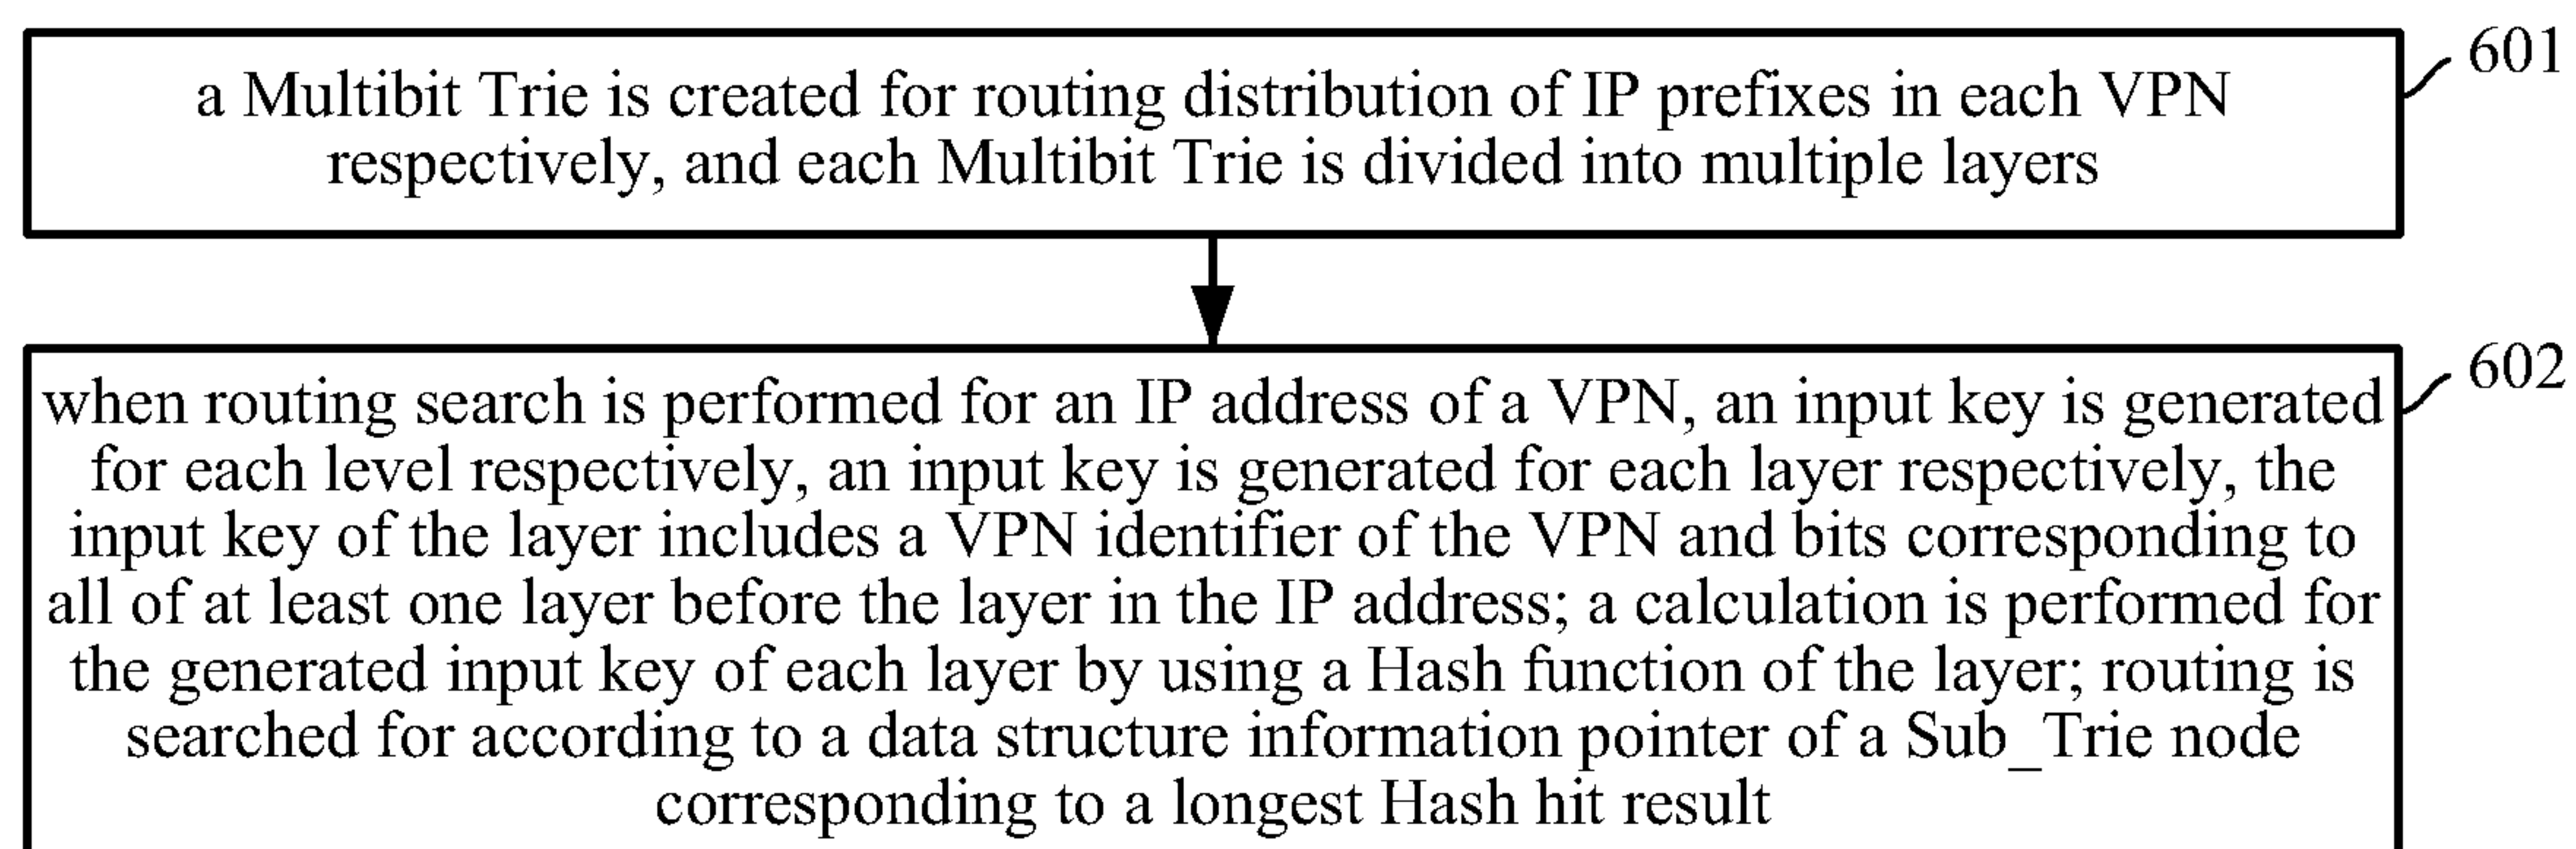 a Multibit Trie is created for routing distribution of IP prefixes in each VPN
respectively, and each Multibit Trie is divided into multiple layers
601
when routing search is performed for an IP address of a VPN, an input key is generated
for each level respectively, an input key is generated for each layer respectively, the
input key of the layer includes a VPN identifier of the VPN and bits corresponding to
all of at least one layer before the layer in the IP address; a calculation is performed for
the generated input key of each layer by using a Hash function of the layer; routing is
searched for according to a data structure information pointer of a Sub_Trie node
corresponding to a longest Hash hit result
602